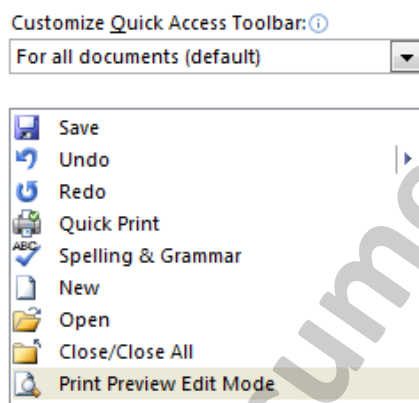 Customize Quick Access Toolbar:
For all documents (default)
Save
Undo
Redo
Quick Print
ABC
Spelling & Grammar
New
Open
Close/Close All
Print Preview Edit Mode